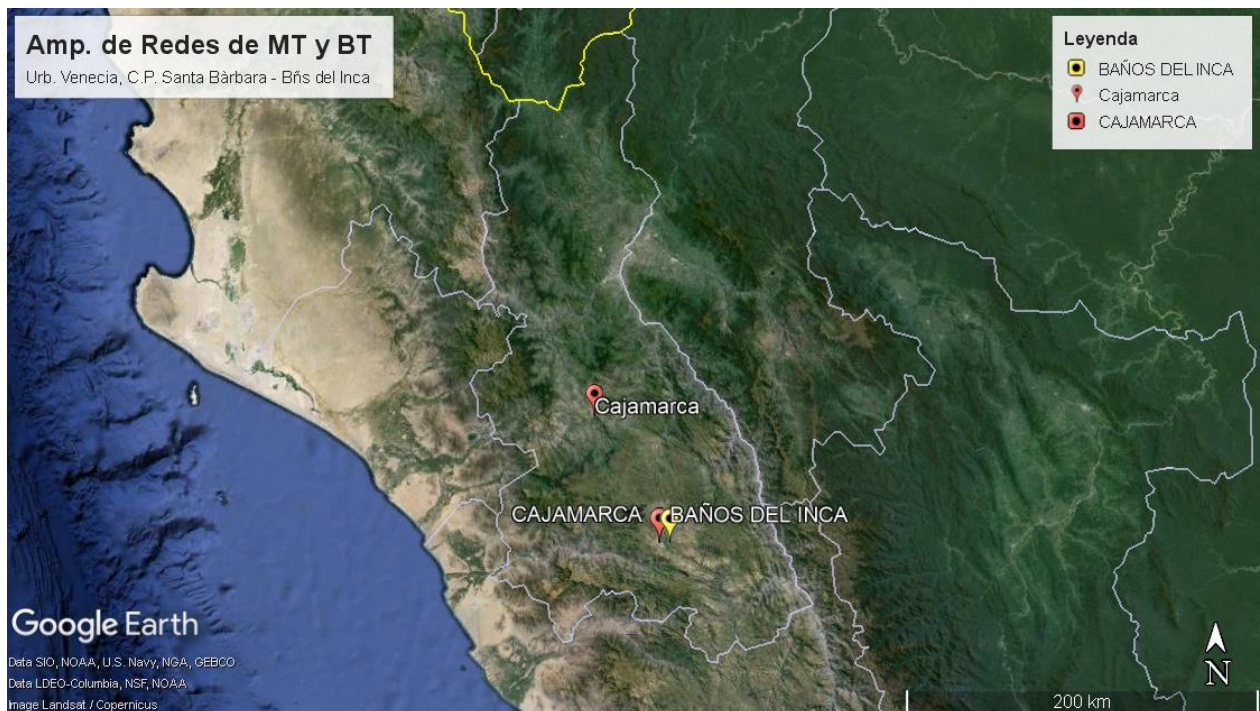 Amp. de Redes de MT y BT
Urb. Venecia, C.P. Santa Bàrbara - Bñs del Inca
Leyenda
BAÑOS DEL INCA
Cajamarca
CAJAMARCA
Cajamarca
CAJAMARCA
BAÑOS DEL INCA
Google Earth
Data SIO, NOAA, U.S. Navy, NGA, GEBCO
Data LDEO-Columbia, NSF, NOAA
Image Landsat / Copernicus
N
200 km